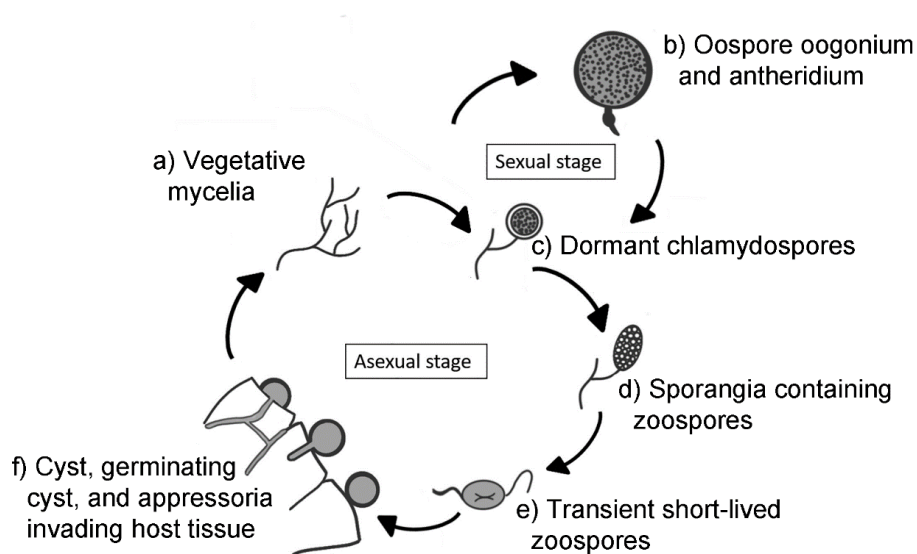 b) Oospore oogonium
and antheridium
Sexual stage
a) Vegetative
mycelia
c) Dormant chlamydospores
Asexual stage
d) Sporangia containing
zoospores
f) Cyst, germinating
cyst, and appressoria
invading host tissue
e) Transient short-lived
zoospores